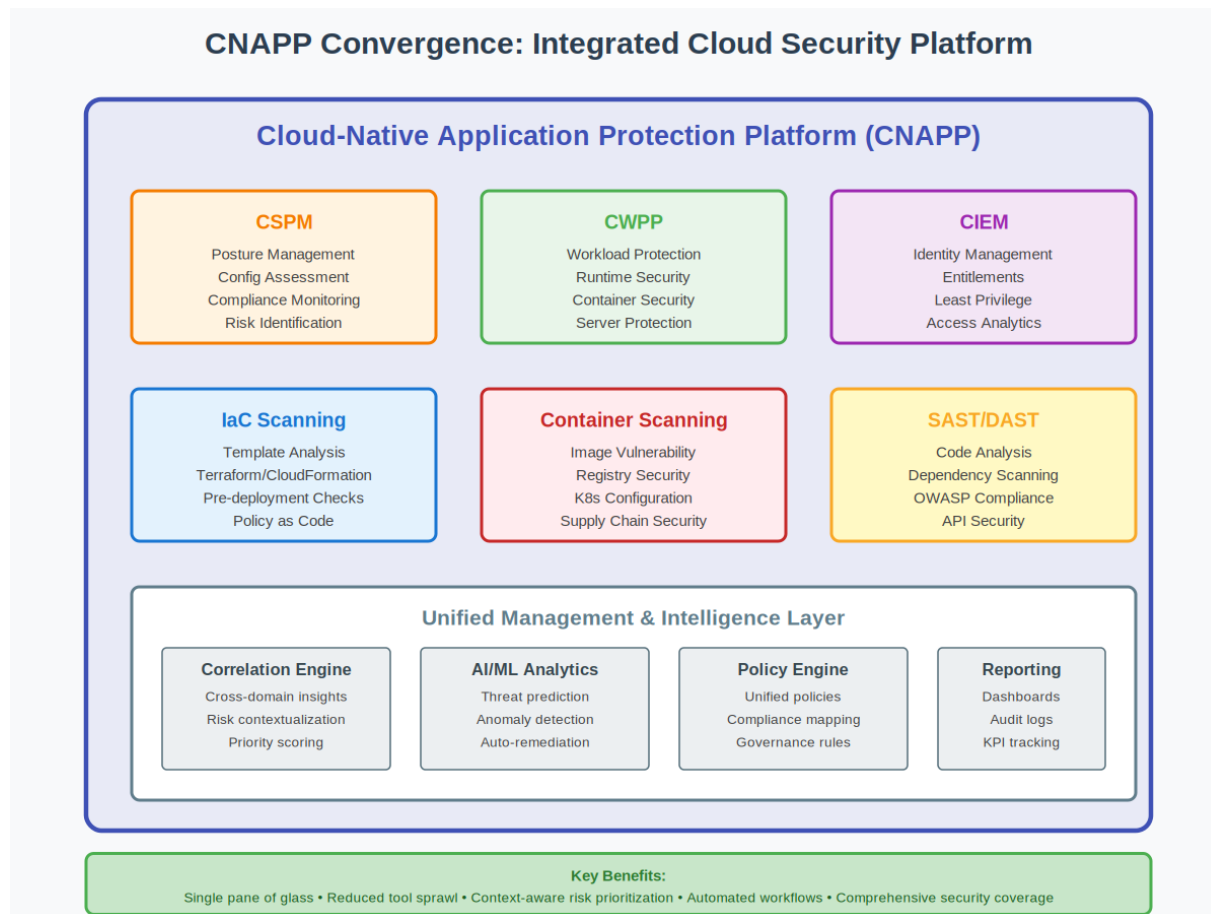 CNAPP Convergence: Integrated Cloud Security Platform
Cloud-Native Application Protection Platform (CNAPP)
CSPM
Posture Management
Config Assessment
Compliance Monitoring
Risk Identification
CWPP
Workload Protection
Runtime Security
Container Security
Server Protection
CIEM
Identity Management
Entitlements
Least Privilege
Access Analytics
IaC Scanning
Template Analysis
Terraform/CloudFormation
Pre-deployment Checks
Policy as Code
Container Scanning
Image Vulnerability
Registry Security
K8s Configuration
Supply Chain Security
SAST/DAST
Code Analysis
Dependency Scanning
OWASP Compliance
API Security
Unified Management & Intelligence Layer
Correlation Engine
Cross-domain insights
Risk contextualization
Priority scoring
AI/ML Analytics
Threat prediction
Anomaly detection
Auto-remediation
Policy Engine
Unified policies
Compliance mapping
Governance rules
Reporting
Dashboards
Audit logs
KPI tracking
Key Benefits:
Single pane of glass • Reduced tool sprawl • Context-aware risk prioritization • Automated workflows • Comprehensive security coverage